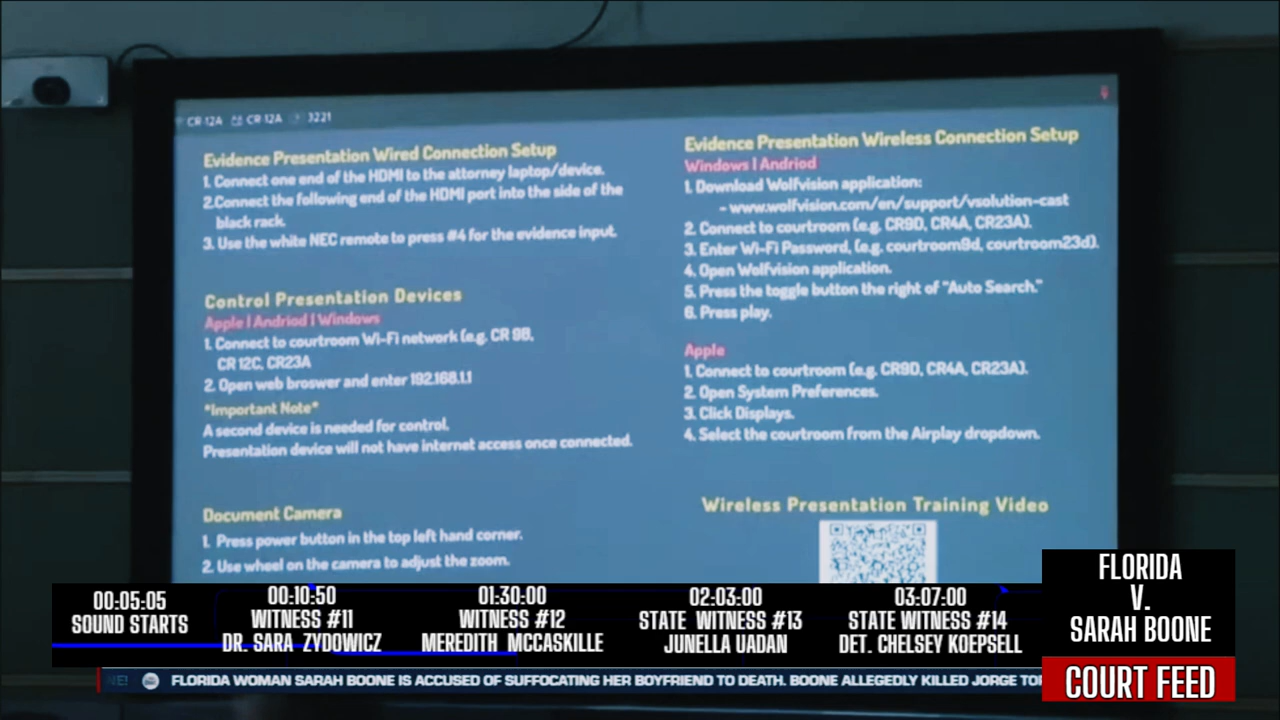 CR-12A CR-12A 3221
Evidence Presentation Wired Connection Setup
1. Connect one end of the HDMI to the attorney laptop/device.
2.Connect the following end of the HDMI port into the side of the
black rack.
3. Use the white NEC remote to press #4 for the evidence input.
Control Presentation Devices
Apple | Andriod | Windows
1. Connect to courtroom Wi-Fi network (e.g. CR 9B,
CR 12C, CR23A
2. Open web broswer and enter 192.168.1.1
*Important Note*
A second device is needed for control.
Presentation device will not have internet access once connected.
Document Camera
1. Press power button in the top left hand corner.
2. Use wheel on the camera to adjust the zoom.
Evidence Presentation Wireless Connection Setup
Windows | Andriod
1. Download Wolfvision application:
- www.wolfvision.com/en/support/vsolution-cast
2. Connect to courtroom (e.g. CR9D, CR4A, CR23A).
3. Enter Wi-Fi Password, (e.g. courtroom9d, courtroom23d).
4. Open Wolfvision application.
5. Press the toggle button the right of "Auto Search."
6. Press play.
Apple
1. Connect to courtroom (e.g. CR9D, CR4A, CR23A).
2. Open System Preferences.
3. Click Displays.
4. Select the courtroom from the Airplay dropdown.
Wireless Presentation Training Video
00:05:05
SOUND STARTS
00:10:50
WITNESS #11
DR. SARA ZYDOWICZ
01:30:00
WITNESS #12
MEREDITH MCCASKILLE
02:03:00
STATE WITNESS #13
JUNELLA UADAN
03:07:00
STATE WITNESS #14
DET. CHELSEY KOEPSELL
FLORIDA
V.
SARAH BOONE
COURT FEED
FLORIDA WOMAN SARAH BOONE IS ACCUSED OF SUFFOCATING HER BOYFRIEND TO DEATH. BOONE ALLEGEDLY KILLED JORGE